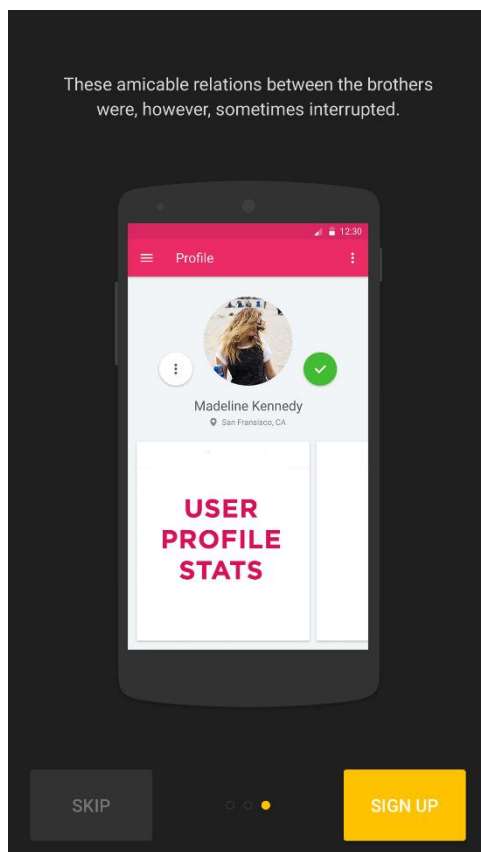 These amicable relations between the brothers
were, however, sometimes interrupted.
12:30
Profile
Madeline Kennedy
San Fransisco, CA
USER
PROFILE
STATS
SKIP
SIGN UP